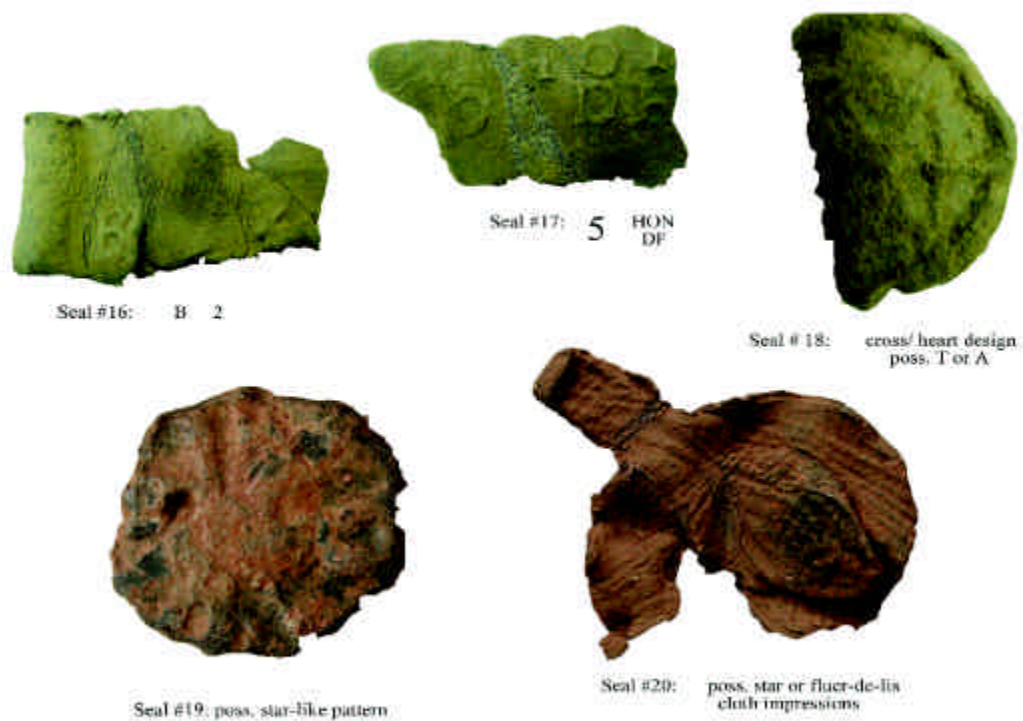 Seal #16: B 2
Seal #17: 5 HON
DF
Seal # 18: cross/ heart design
poss. T or A
Seal #19: poss. star-like pattern
Seal #20: poss. star or fluer-de-lis
cloth impressions